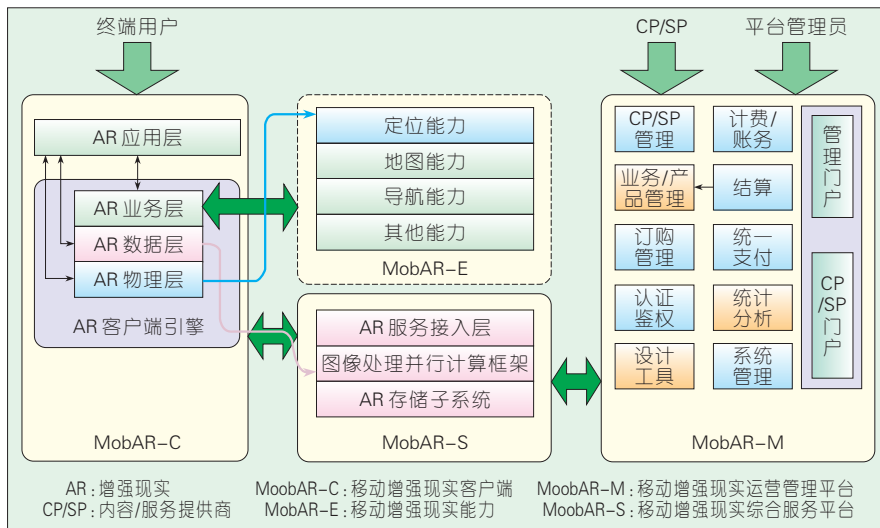 终端用户
CP/SP
平台管理员
AR 应用层
AR 业务层
AR 数据层
AR 物理层
AR 客户端引擎
MobAR-C
定位能力
地图能力
导航能力
其他能力
MobAR-E
AR 服务接入层
图像处理并行计算框架
AR 存储子系统
MobAR-S
CP/SP
管理
计费/
账务
业务/产
品管理
结算
订购
管理
统一
支付
认证
鉴权
统计
分析
设计
工具
系统
管理
管理门户
CP/SP门户
MobAR-M
AR:增强现实
MoobAR-C:移动增强现实客户端
MoobAR-M:移动增强现实运营管理平台
CP/SP:内容/服务提供商
MobAR-E:移动增强现实能力
MoobAR-S:移动增强现实综合服务平台